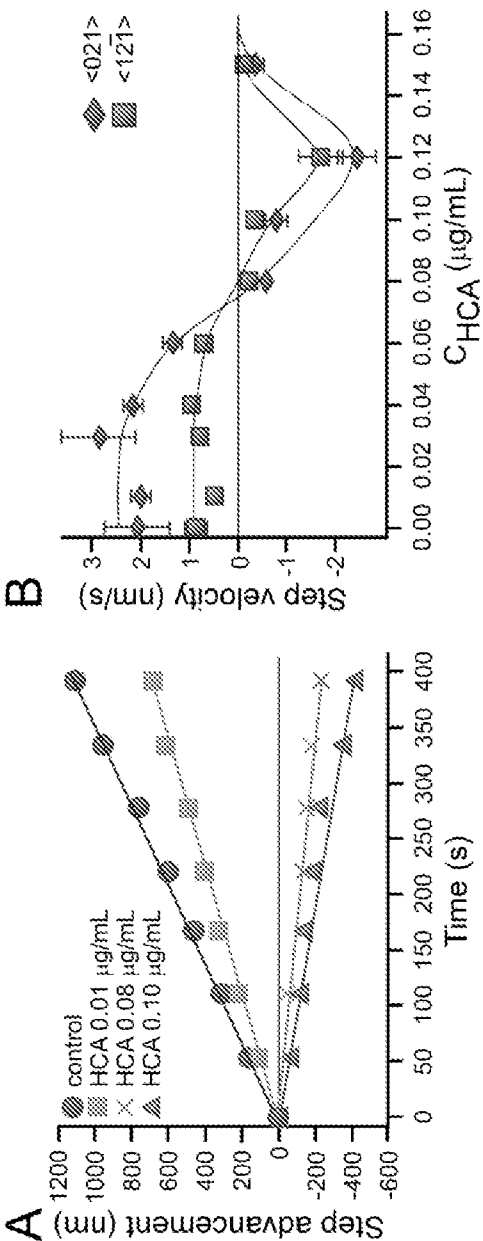 A
Step advancement (nm)
1200
1000
800
600
400
200
0
-200
-400
-600
control
HCA 0.01 μg/mL
HCA 0.08 μg/mL
HCA 0.10 μg/mL
0 50 100 150 200 250 300 350 400
Time (s)
B
Step velocity (nm/s)
3
2
1
0
-1
-2
<021>
<12̅1>
0.00 0.02 0.04 0.06 0.08 0.10 0.12 0.14 0.16
CHCA (μg/mL)